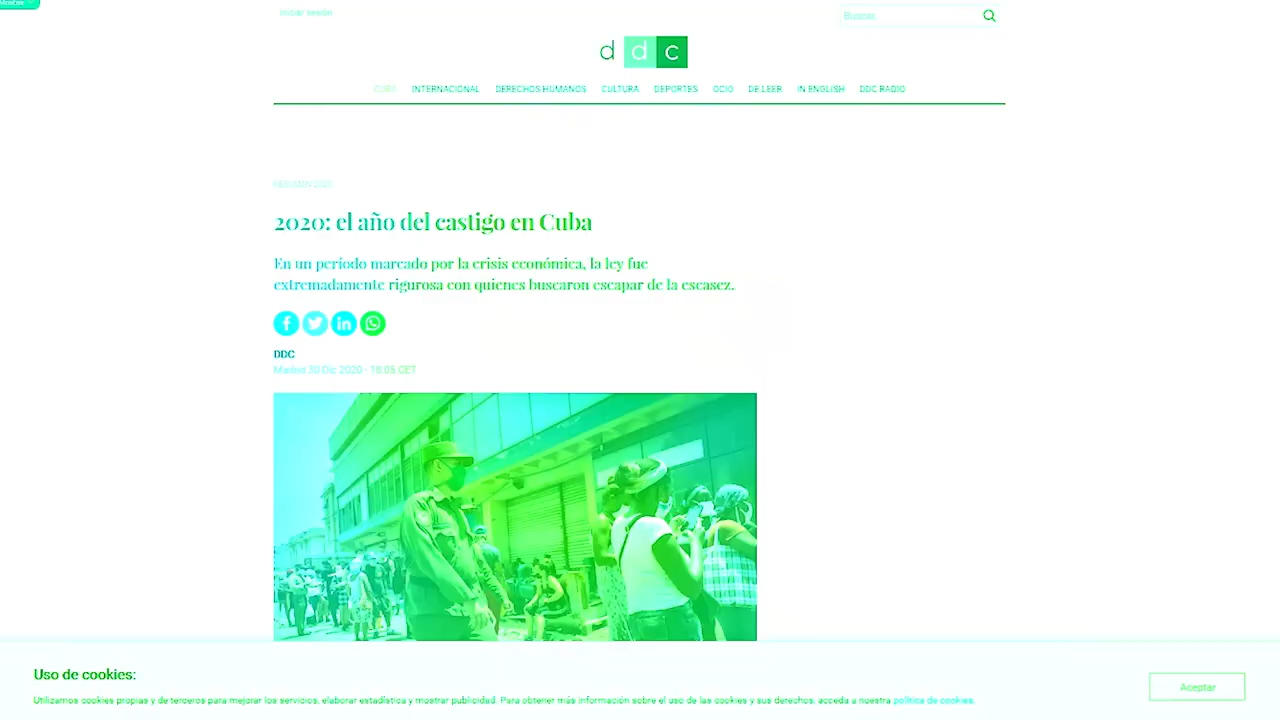 Iniciar sesión
Buscar
d d c
CUBA INTERNACIONAL DERECHOS HUMANOS CULTURA DEPORTES OCIO DE LEER IN ENGLISH DDC RADIO
RESUMEN 2020
2020: el año del castigo en Cuba
En un período marcado por la crisis económica, la ley fue
extremadamente rigurosa con quienes buscaron escapar de la escasez.
DDC
Madrid 30 Dic 2020 - 18:05 CET
Uso de cookies:
Utilizamos cookies propias y de terceros para mejorar los servicios, elaborar estadística y mostrar publicidad. Para obtener más información sobre el uso de las cookies y sus derechos, acceda a nuestra política de cookies.
Aceptar